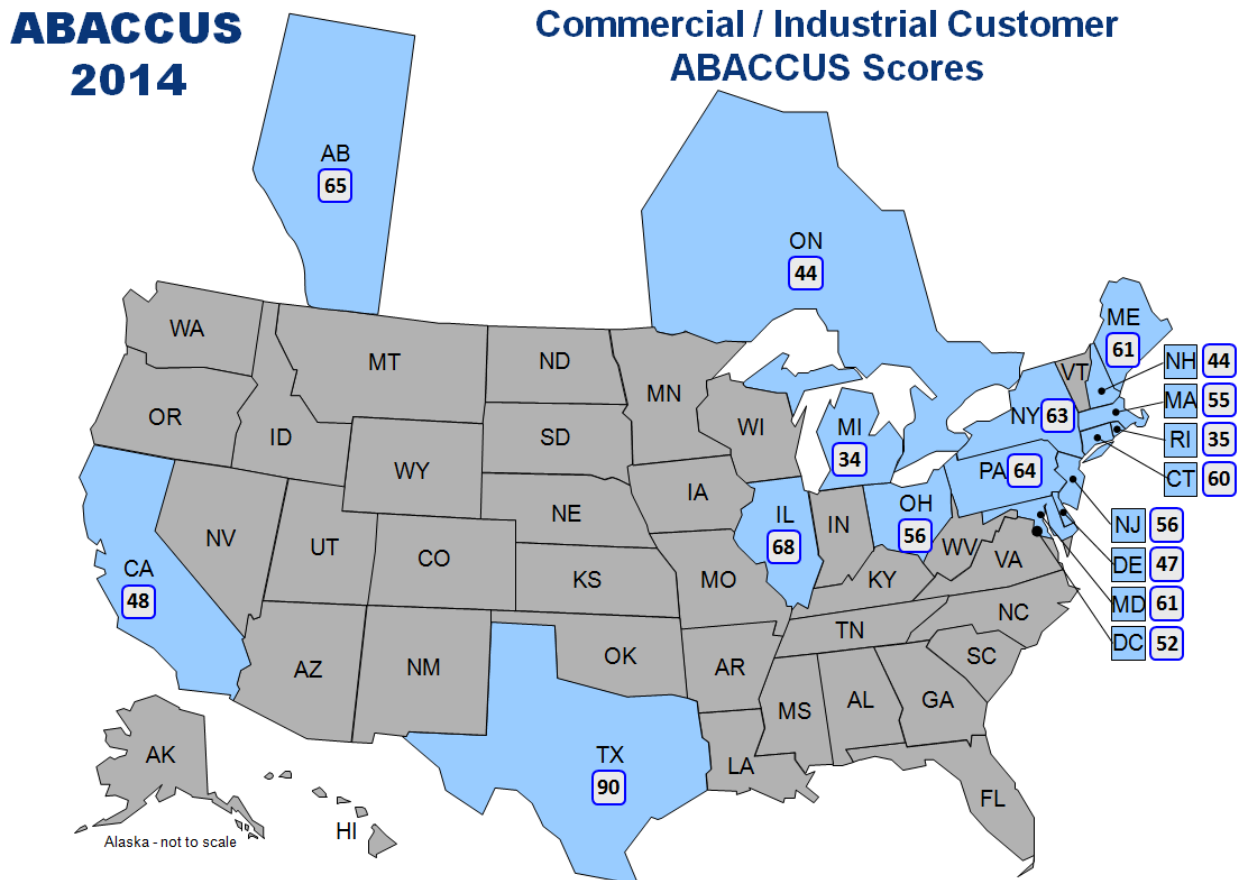 ABACCUS
2014
Commercial / Industrial Customer
ABACCUS Scores
AB
65
ON
44
WA
MT
ND
MN
ME
61
NH 44
VT
MA 55
OR
ID
SD
WI
MI
34
NY 63
RI 35
WY
IA
PA 64
CT 60
NE
IL
68
IN
OH
56
NJ 56
NV
UT
CO
WV
VA
DE 47
CA
48
KS
MO
KY
MD 61
NC
TN
DC 52
AZ
NM
OK
AR
SC
MS
AL
GA
AK
TX
90
LA
FL
HI
Alaska - not to scale